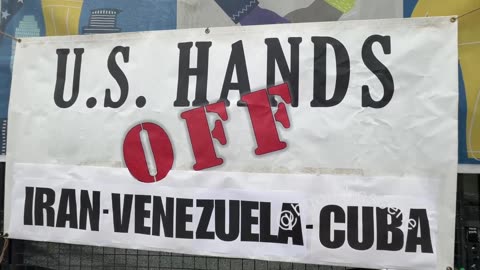 U.S. HANDS
OFF
IRAN-VENEZUELA-CUBA